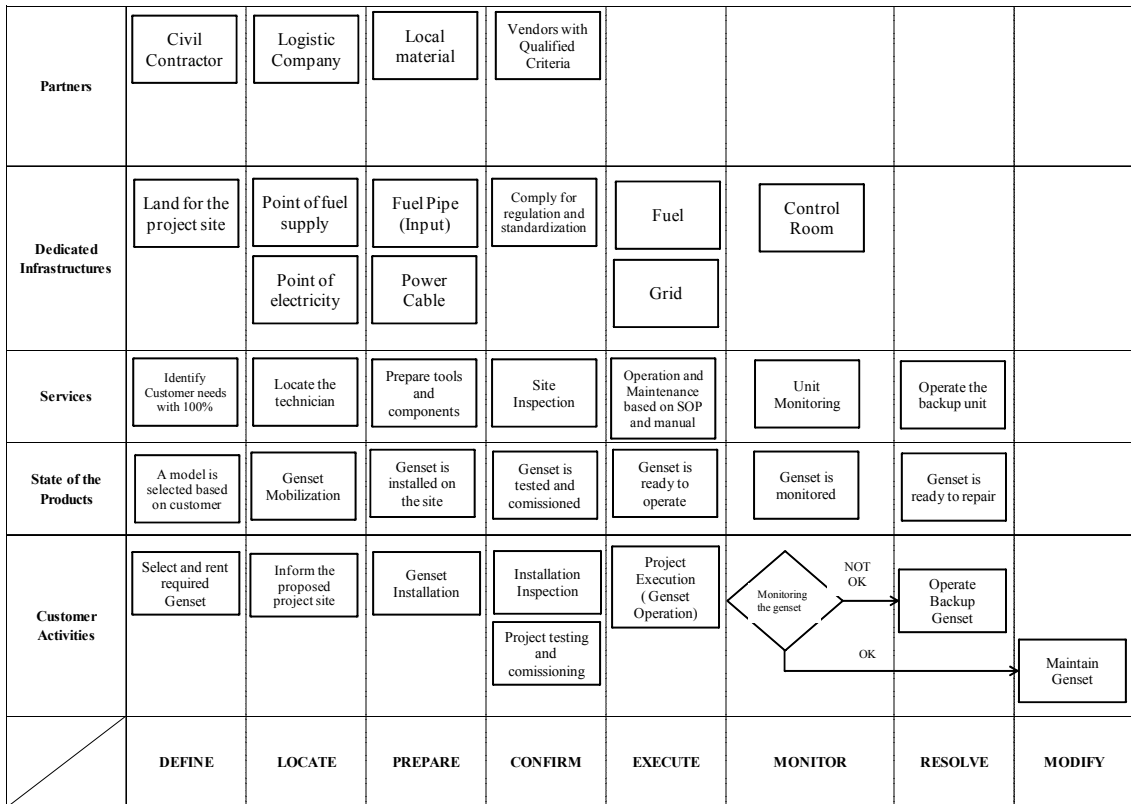 Partners
Civil
Contractor
Logistic
Company
Local
material
Vendors with
Qualified
Criteria
Dedicated
Infrastructures
Land for the
project site
Point of fuel
supply
Point of
electricity
Fuel Pipe
(Input)
Power
Cable
Comply for
regulation and
standardization
Fuel
Grid
Control
Room
Services
Identify
Customer needs
with 100%
Locate the
technician
Prepare tools
and
components
Site
Inspection
Operation and
Maintenance
based on SOP
and manual
Unit
Monitoring
Operate the
backup unit
State of the
Products
A model is
selected based
on customer
Genset
Mobilization
Genset is
installed on
the site
Genset is
tested and
comissioned
Genset is
ready to
operate
Genset is
monitored
Genset is
ready to repair
Customer
Activities
Select and rent
required
Genset
Inform the
proposed
project site
Genset
Installation
Installation
Inspection
Project testing
and
comissioning
Project
Execution
( Genset
Operation)
Monitoring
the genset
NOT
OK
Operate
Backup
Genset
OK
Maintain
Genset
DEFINE
LOCATE
PREPARE
CONFIRM
EXECUTE
MONITOR
RESOLVE
MODIFY